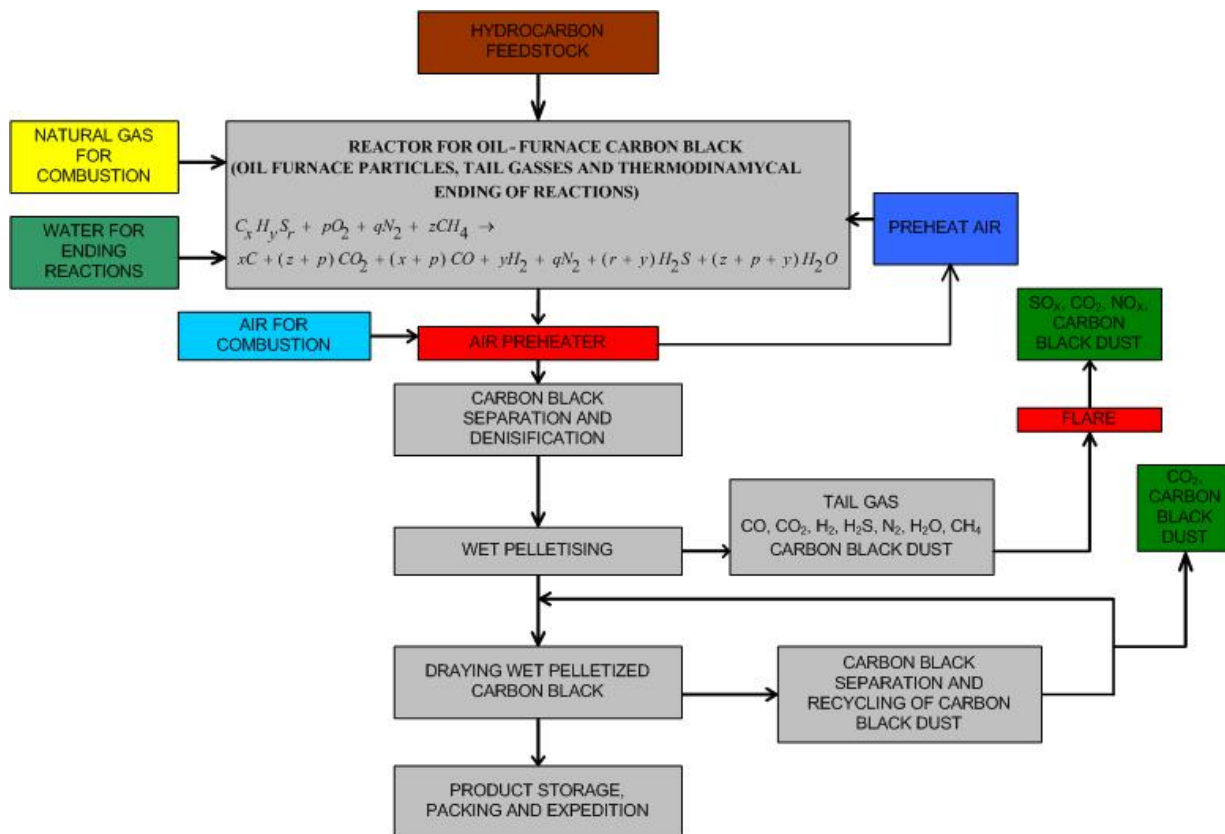 HYDROCARBON
FEEDSTOCK
NATURAL GAS
FOR
COMBUSTION
REACTOR FOR OIL- FURNACE CARBON BLACK
(OIL FURNACE PARTICLES, TAIL GASSES AND THERMODINAMYCAL
ENDING OF REACTIONS)
CₓHᵧSᵣ + pO₂ + qN₂ + zCH₄ →
xC + (z + p) CO₂ + (x + p) CO + yH₂ + qN₂ + (r + y) H₂S + (z + p + y) H₂O
WATER FOR
ENDING
REACTIONS
PREHEAT AIR
AIR FOR
COMBUSTION
AIR PREHEATER
SOₓ, CO₂, NOₓ,
CARBON
BLACK DUST
CARBON BLACK
SEPARATION AND
DENISIFICATION
FLARE
CO₂,
CARBON
BLACK
DUST
TAIL GAS
CO, CO₂, H₂, H₂S, N₂, H₂O, CH₄
CARBON BLACK DUST
WET PELLETISING
DRAYING WET PELLETIZED
CARBON BLACK
CARBON BLACK
SEPARATION AND
RECYCLING OF CARBON
BLACK DUST
PRODUCT STORAGE,
PACKING AND EXPEDITION